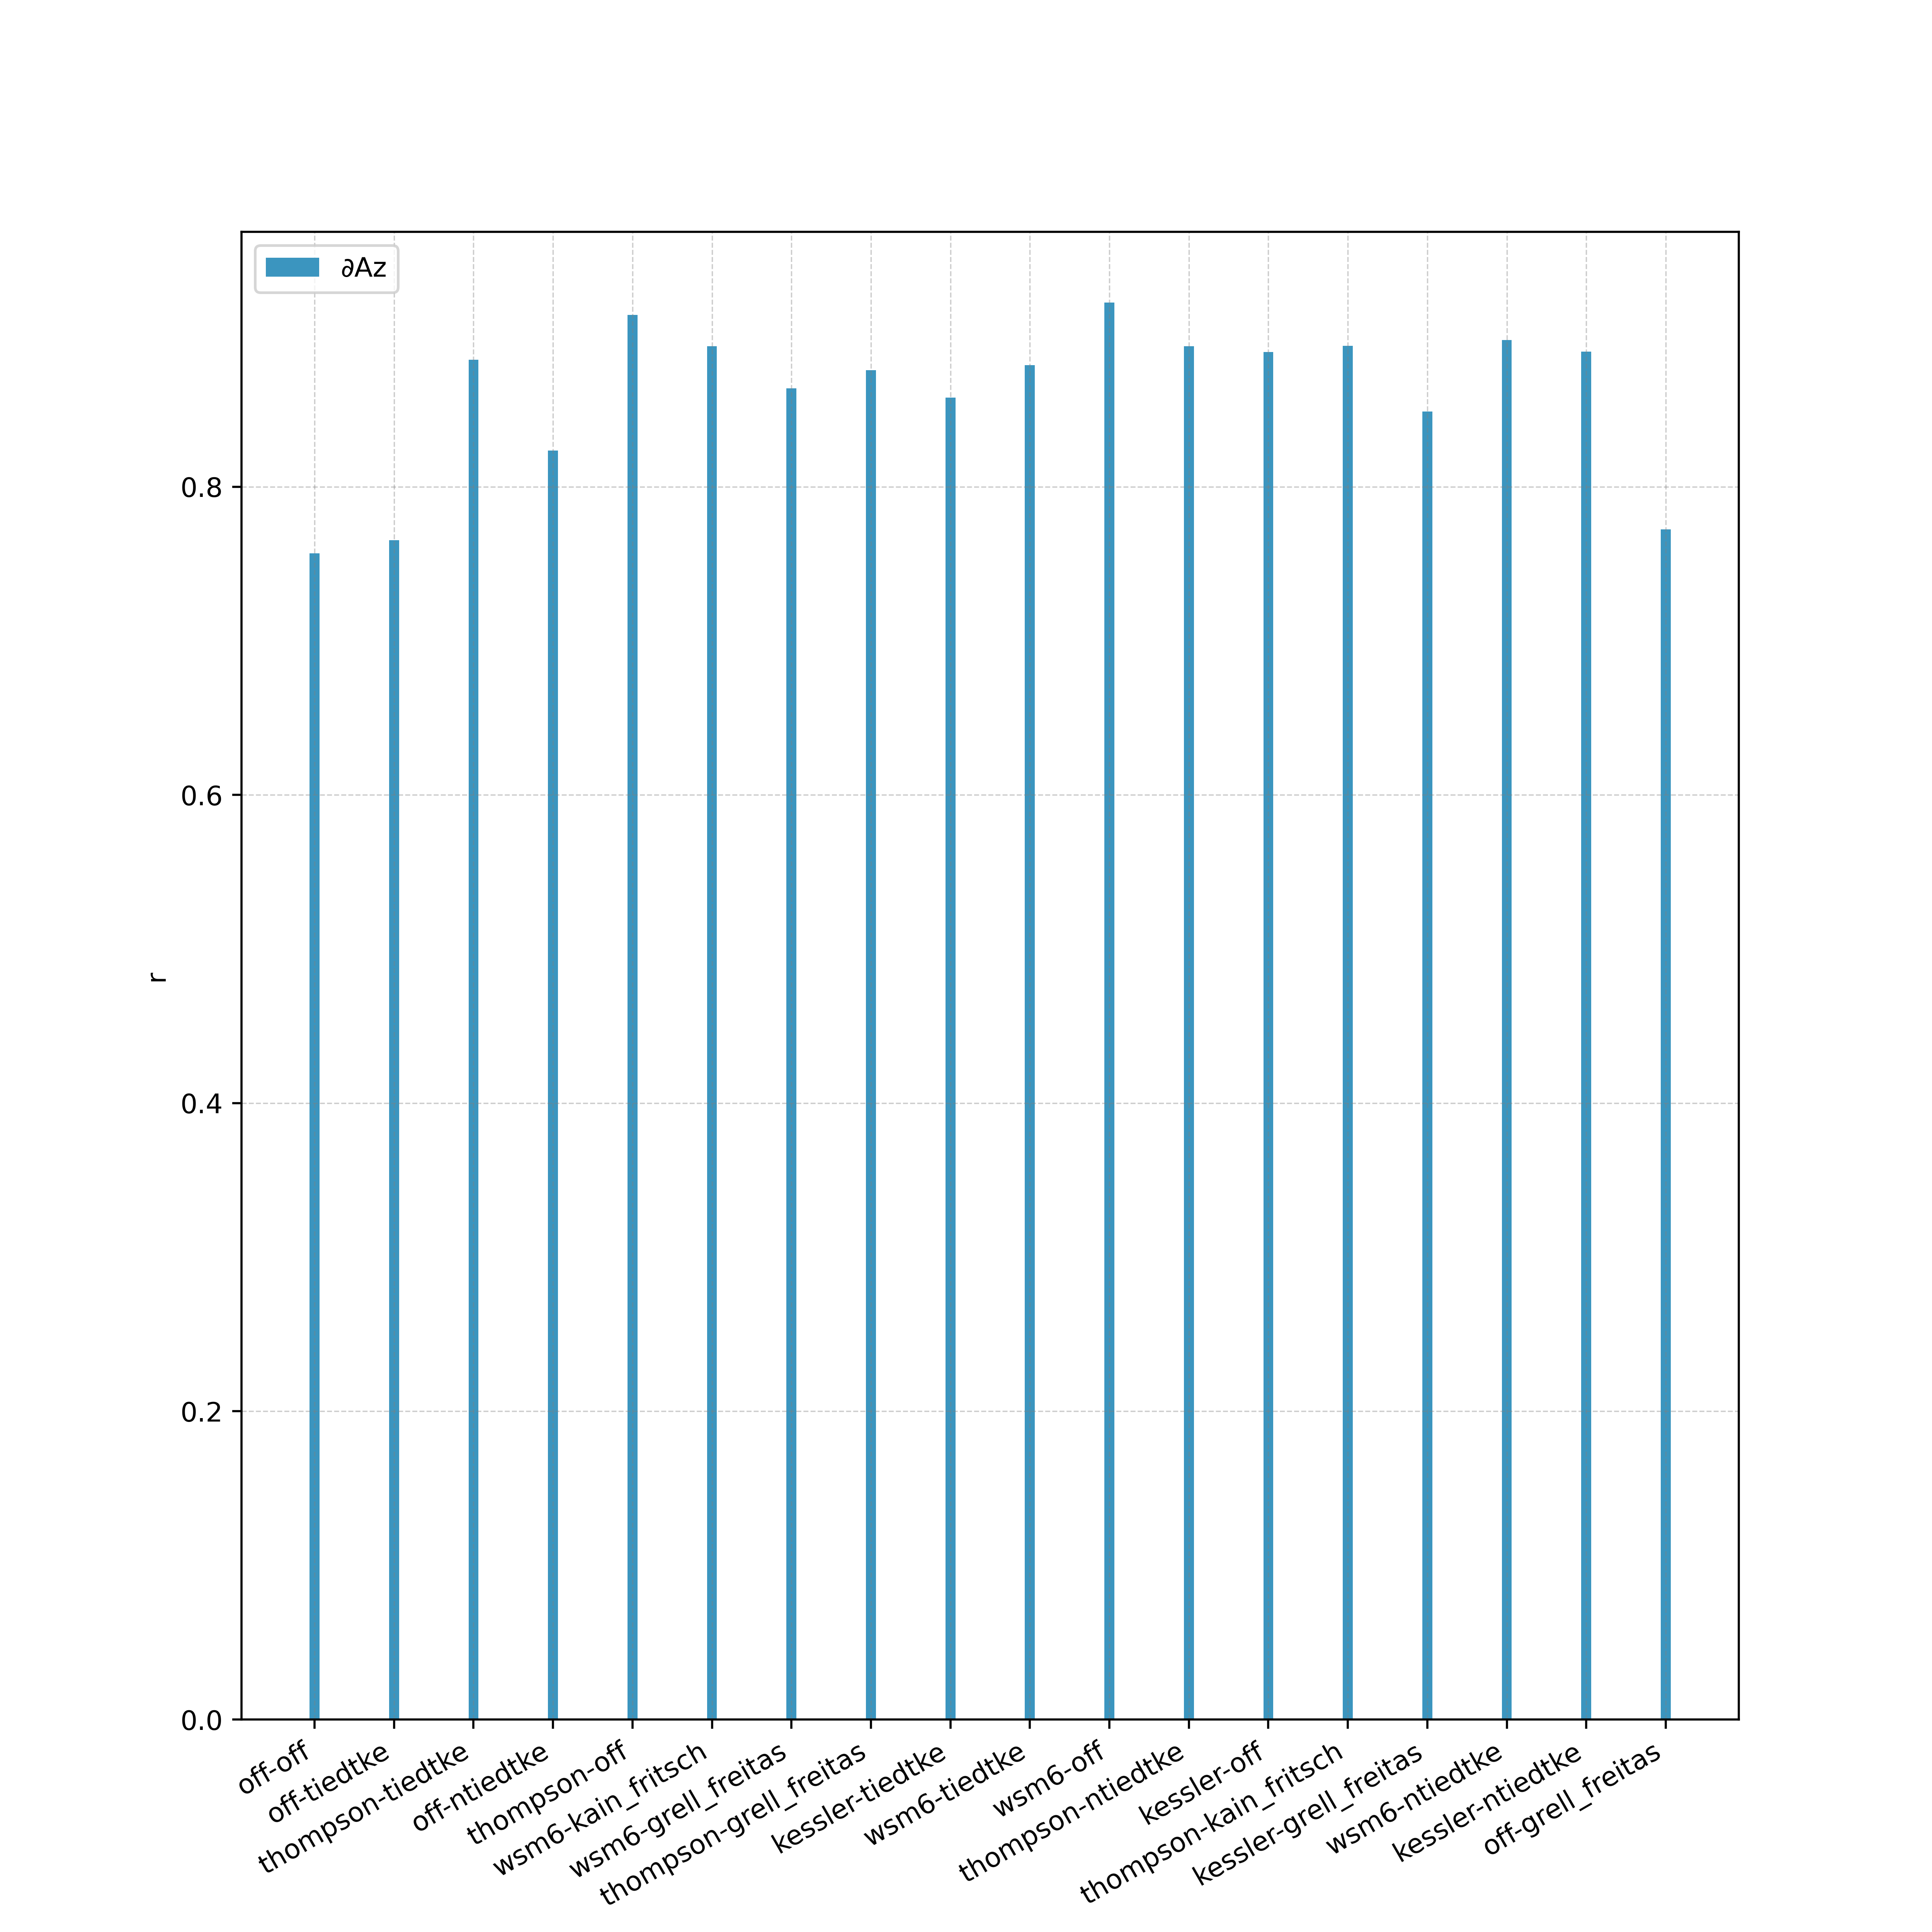 ∂Az
0.8
0.6
0.4
0.2
0.0
r
off-off
off-tiedtke
thompson-tiedtke
off-ntiedtke
thompson-off
wsm6-kain_fritsch
wsm6-grell_freitas
thompson-grell_freitas
kessler-tiedtke
wsm6-tiedtke
wsm6-off
thompson-ntiedtke
kessler-off
thompson-kain_fritsch
kessler-grell_freitas
wsm6-ntiedtke
kessler-ntiedtke
off-grell_freitas